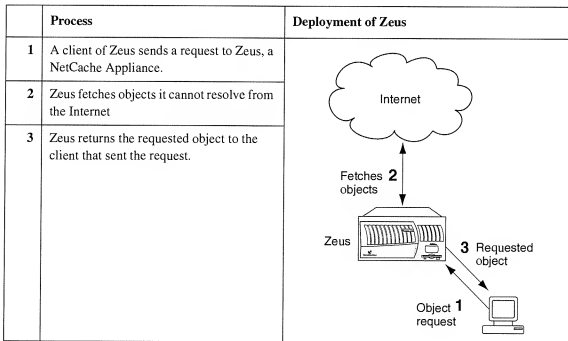 Process
Deployment of Zeus
1 A client of Zeus sends a request to Zeus, a
NetCache Appliance.
2 Zeus fetches objects it cannot resolve from
the Internet
3 Zeus returns the requested object to the
client that sent the request.
Internet
Fetches 2
objects
Zeus
3 Requested
object
Object 1
request